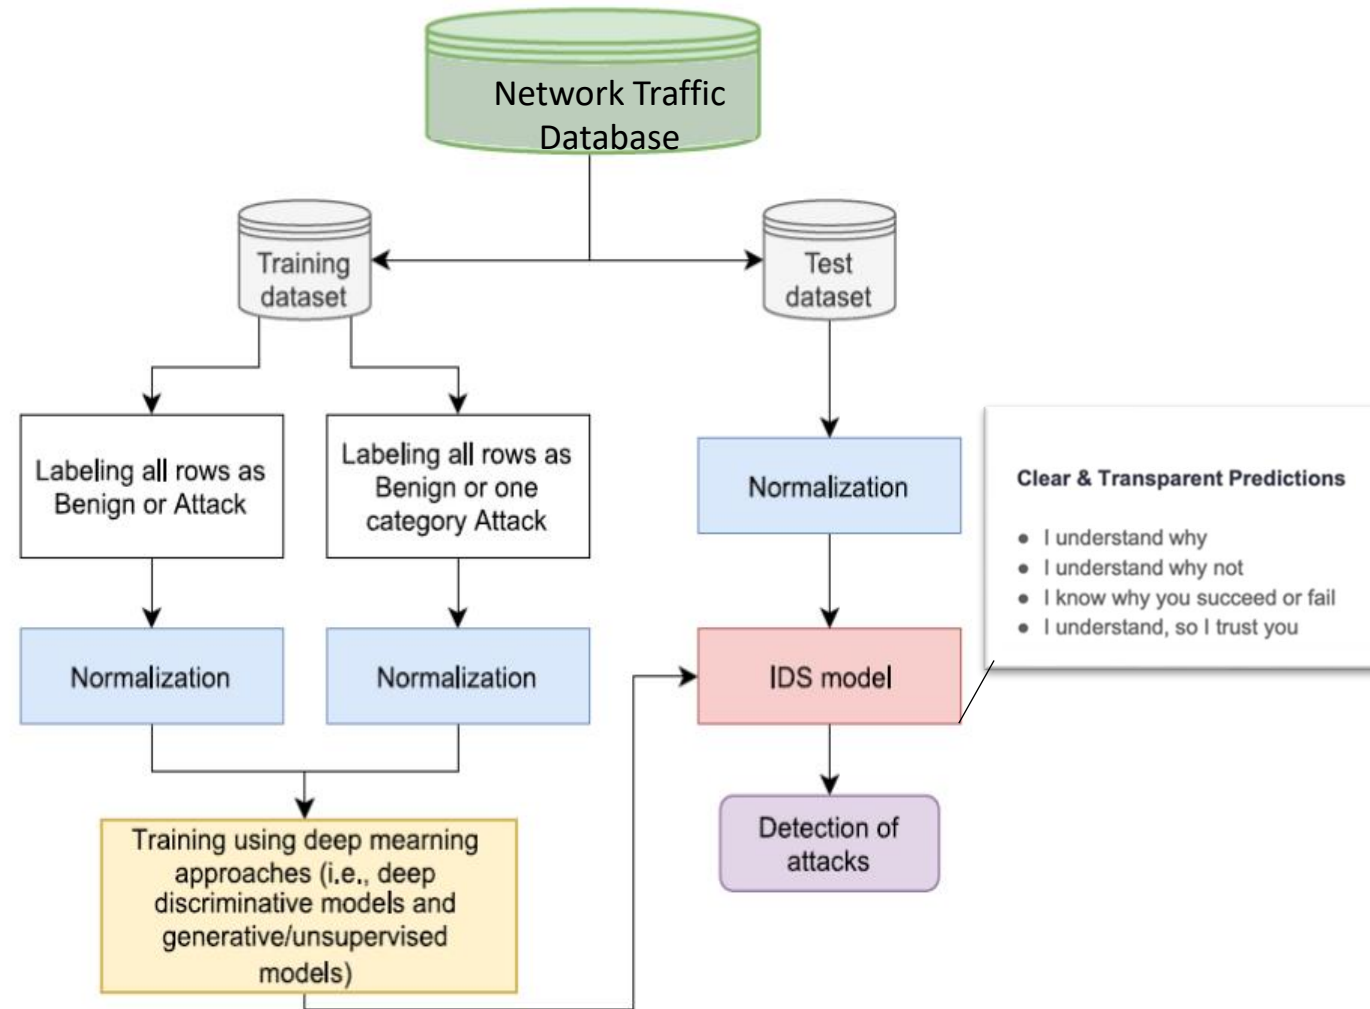 Network Traffic
Database
Training
dataset
Test
dataset
Labeling all rows as
Benign or Attack
Labeling all rows as
Benign or one
category Attack
Normalization
Clear & Transparent Predictions
● I understand why
● I understand why not
● I know why you succeed or fail
● I understand, so I trust you
Normalization
Normalization
IDS model
Training using deep mearning
approaches (i.e., deep
discriminative models and
generative/unsupervised
models)
Detection of
attacks